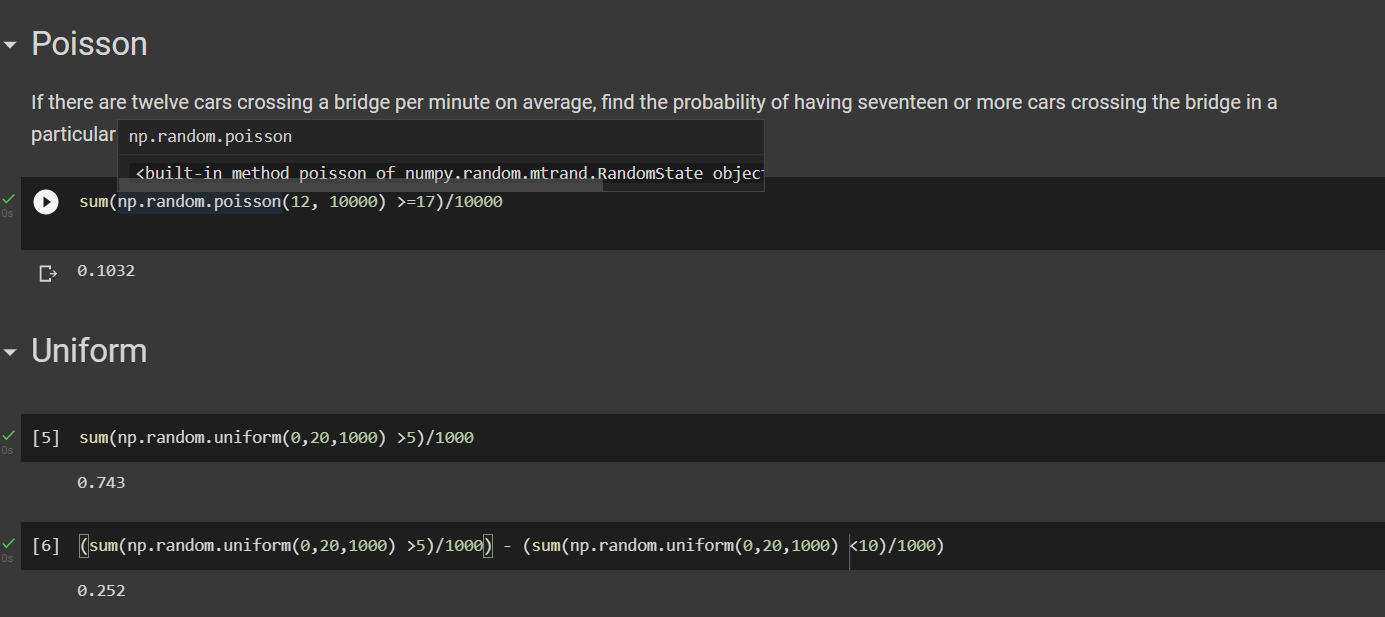 Poisson
If there are twelve cars crossing a bridge per minute on average, find the probability of having seventeen or more cars crossing the bridge in a
particular
np.random.poisson
<built-in method poisson of numpy.random.mtrand.RandomState objec
0s
sum(np.random.poisson(12, 10000) >=17)/10000
0.1032
Uniform
0s
[5] sum(np.random.uniform(0,20,1000) >5)/1000
0.743
0s
[6] (sum(np.random.uniform(0,20,1000) >5)/1000) - (sum(np.random.uniform(0,20,1000) <10)/1000)
0.252